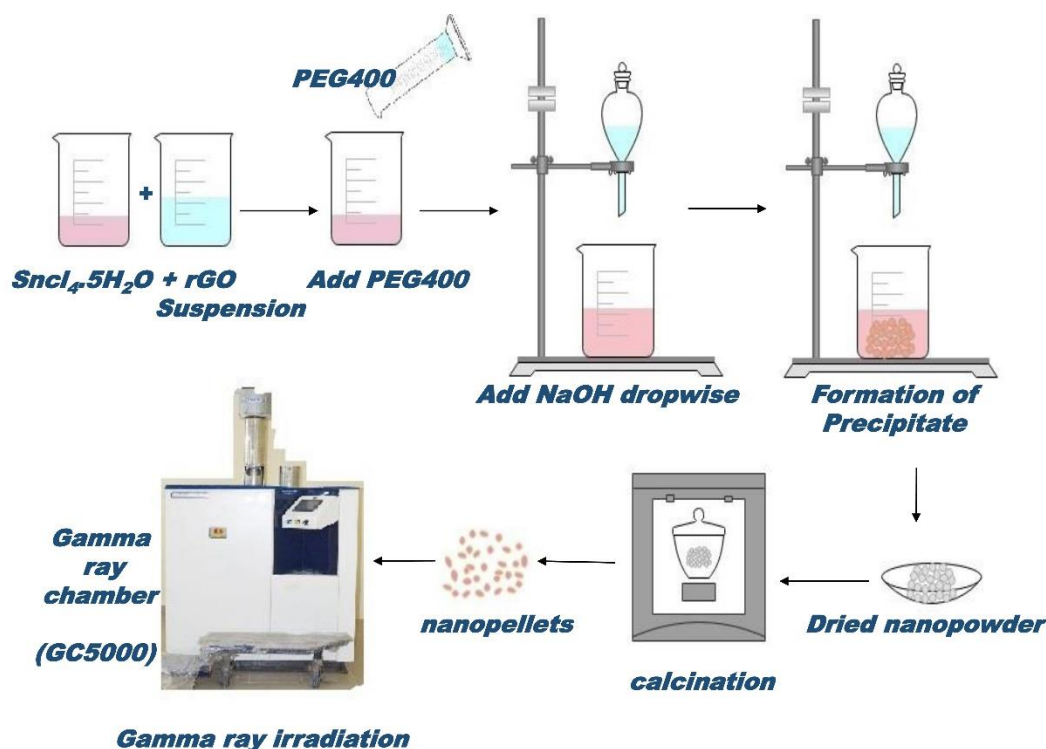 PEG400
+
Sncl₄.5H₂O + rGO
Suspension
Add PEG400
Add NaOH dropwise
Formation of
Precipitate
Gamma
ray
chamber
(GC5000)
nanopellets
calcination
Dried nanopowder
Gamma ray irradiation